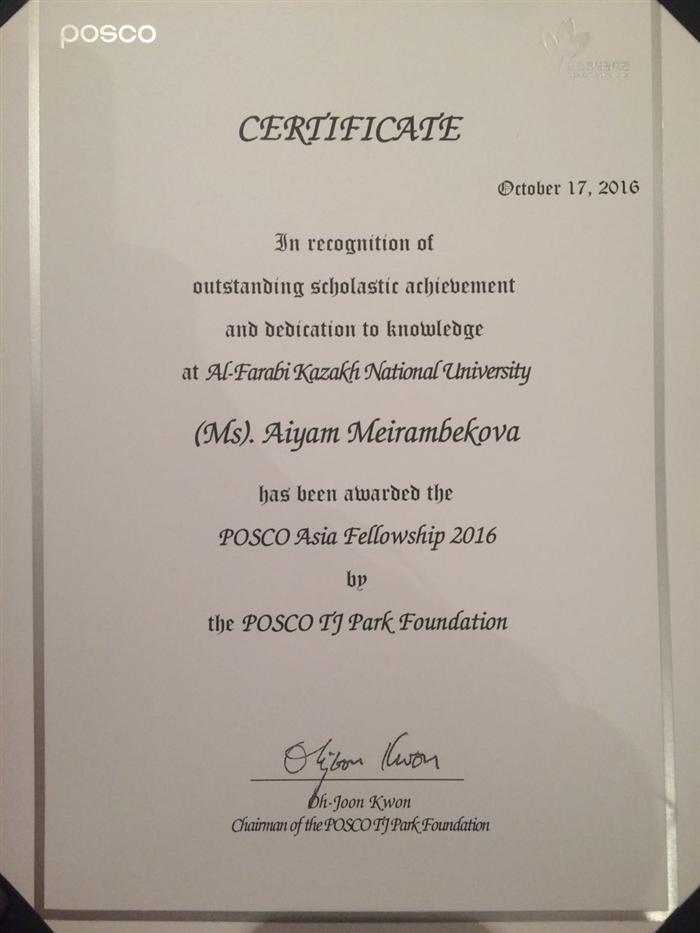 posco
CERTIFICATE
October 17, 2016
In recognition of
outstanding scholastic achievement
and dedication to knowledge
at Al-Farabi Kazakh National University
(Ms). Aiyam Meirambekova
has been awarded the
POSCO Asia Fellowship 2016
by
the POSCO TJ Park Foundation
Oh-Joon Kwon
Chairman of the POSCO TJ Park Foundation